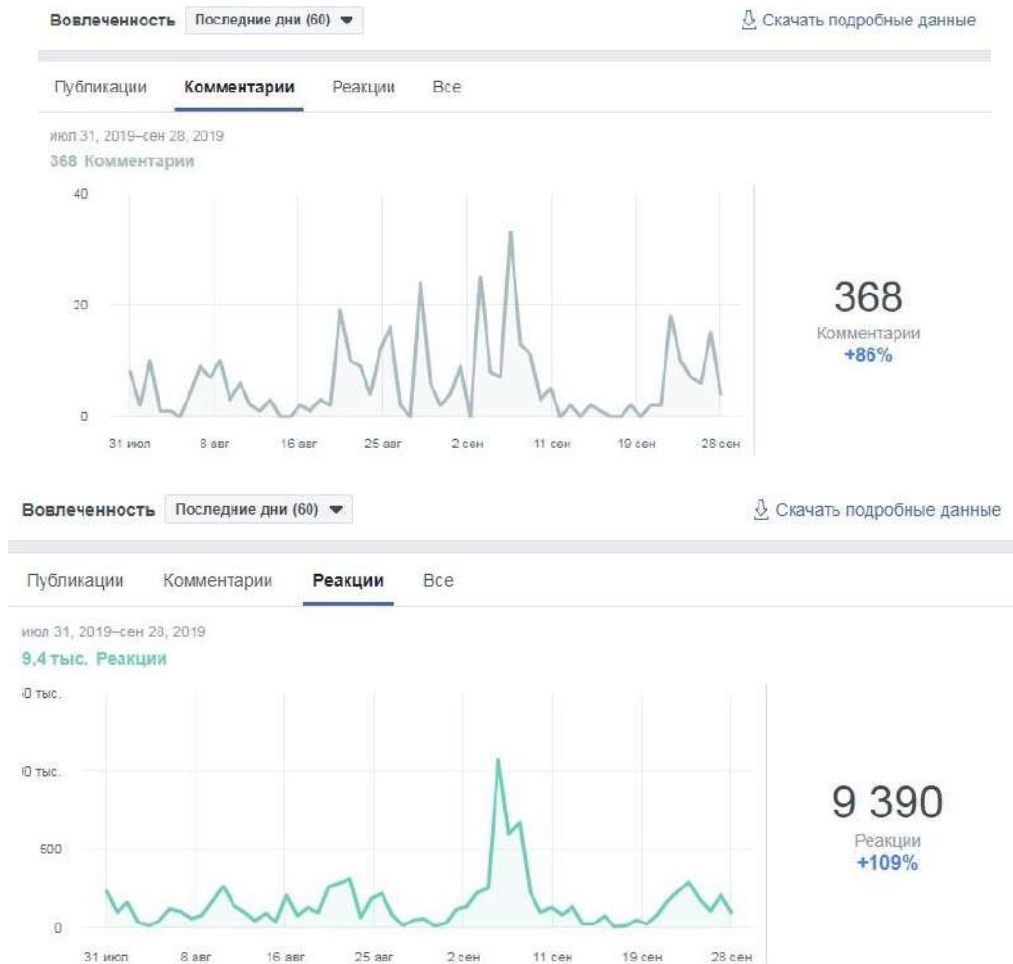 Вовлеченность Последние дни (60) Скачать подробные данные
Публикации Комментарии Реакции Все
июл 31, 2019–сен 28, 2019
368 Комментарии
40
20
0
368
Комментарии
+86%
31 июл 8 авг 16 авг 25 авг 2 сен 11 сен 19 сен 28 сен
Вовлеченность Последние дни (60) Скачать подробные данные
Публикации Комментарии Реакции Все
июл 31, 2019–сен 28, 2019
9,4 тыс. Реакции
тыс.
тыс.
500
0
9 390
Реакции
+109%
31 июл 8 авг 16 авг 25 авг 2 сен 11 сен 19 сен 28 сен